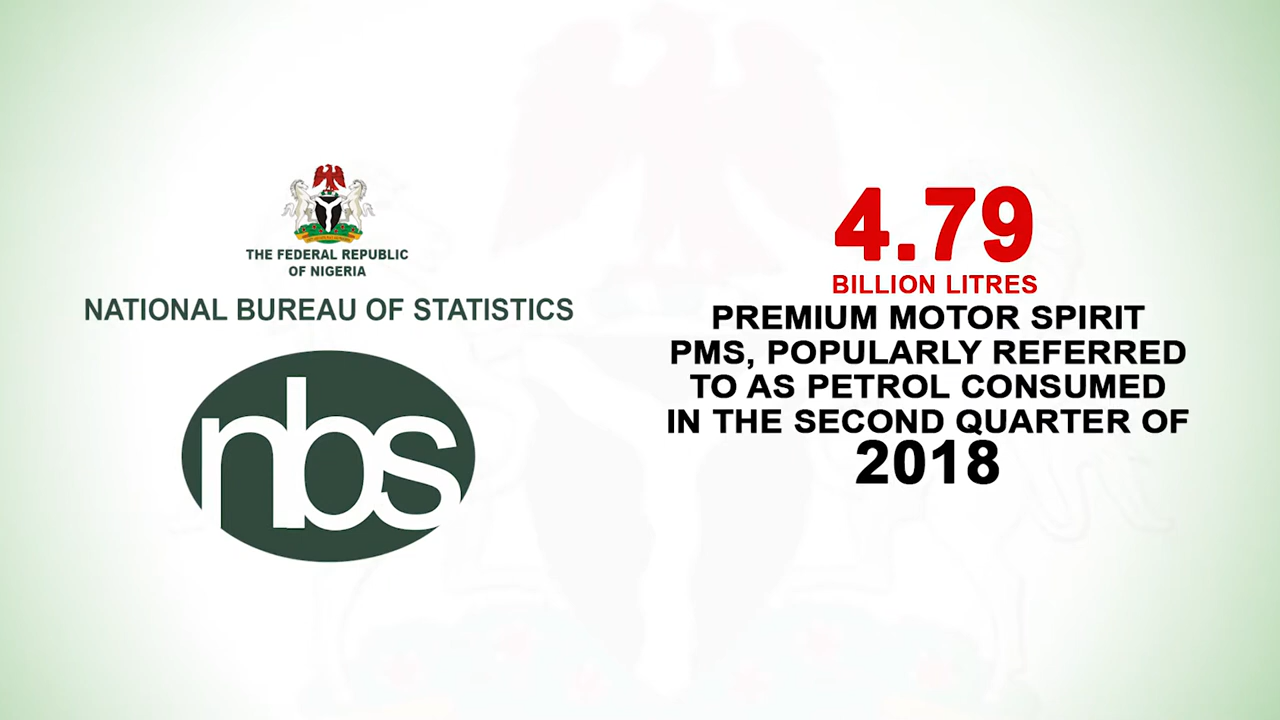 THE FEDERAL REPUBLIC
OF NIGERIA
NATIONAL BUREAU OF STATISTICS
nbs
4.79
BILLION LITRES
PREMIUM MOTOR SPIRIT
PMS, POPULARLY REFERRED
TO AS PETROL CONSUMED
IN THE SECOND QUARTER OF
2018